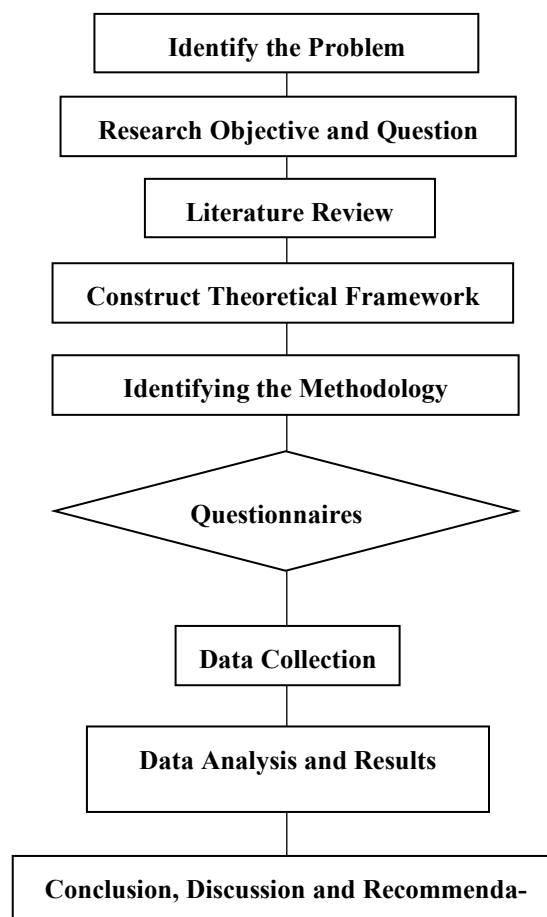 Identify the Problem
Research Objective and Question
Literature Review
Construct Theoretical Framework
Identifying the Methodology
Questionnaires
Data Collection
Data Analysis and Results
Conclusion, Discussion and Recommenda-